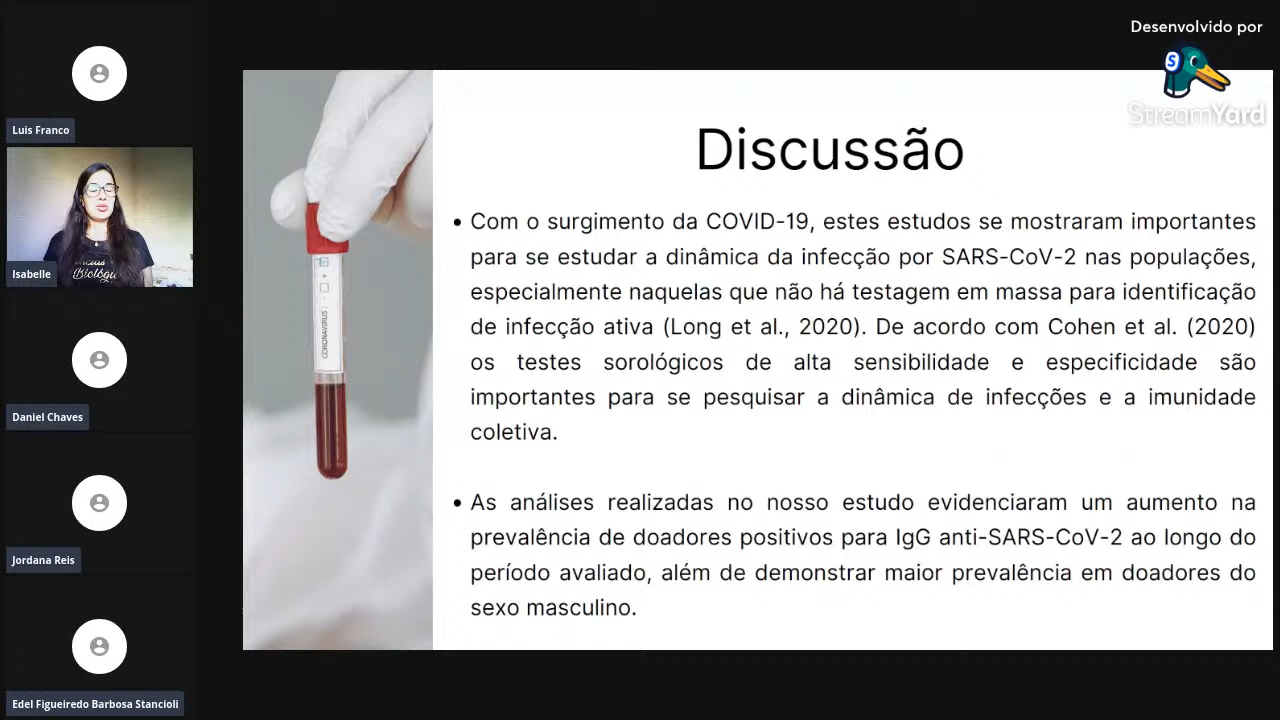 Desenvolvido por
StreamYard
Luis Franco
Isabelle
Biológicas
Daniel Chaves
Jordana Reis
Edel Figueiredo Barbosa Stancioli
CORONAVIRUS :
Discussão
• Com o surgimento da COVID-19, estes estudos se mostraram importantes
para se estudar a dinâmica da infecção por SARS-CoV-2 nas populações,
especialmente naquelas que não há testagem em massa para identificação
de infecção ativa (Long et al., 2020). De acordo com Cohen et al. (2020)
os testes sorológicos de alta sensibilidade e especificidade são
importantes para se pesquisar a dinâmica de infecções e a imunidade
coletiva.
• As análises realizadas no nosso estudo evidenciaram um aumento na
prevalência de doadores positivos para IgG anti-SARS-CoV-2 ao longo do
período avaliado, além de demonstrar maior prevalência em doadores do
sexo masculino.